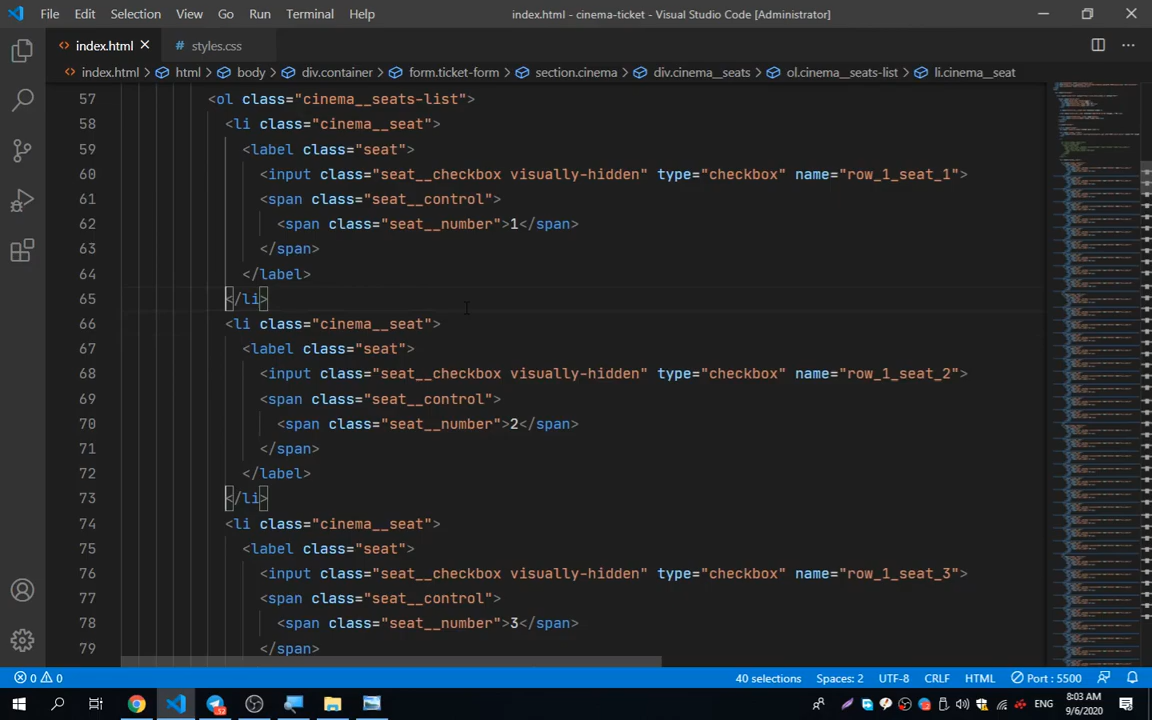 File Edit Selection View Go Run Terminal Help index.html - cinema-ticket - Visual Studio Code [Administrator]
index.html styles.css
index.html > html > body > div.container > form.ticket-form > section.cinema > div.cinema__seats > ol.cinema__seats-list > li.cinema__seat
57 <ol class="cinema__seats-list">
58 <li class="cinema__seat">
59 <label class="seat">
60 <input class="seat__checkbox visually-hidden" type="checkbox" name="row_1_seat_1">
61 <span class="seat__control">
62 <span class="seat__number">1</span>
63 </span>
64 </label>
65 </li>
66 <li class="cinema__seat">
67 <label class="seat">
68 <input class="seat__checkbox visually-hidden" type="checkbox" name="row_1_seat_2">
69 <span class="seat__control">
70 <span class="seat__number">2</span>
71 </span>
72 </label>
73 </li>
74 <li class="cinema__seat">
75 <label class="seat">
76 <input class="seat__checkbox visually-hidden" type="checkbox" name="row_1_seat_3">
77 <span class="seat__control">
78 <span class="seat__number">3</span>
79 </span>
0 0 40 selections Spaces: 2 UTF-8 CRLF HTML Port : 5500
ENG 8:03 AM
9/6/2020